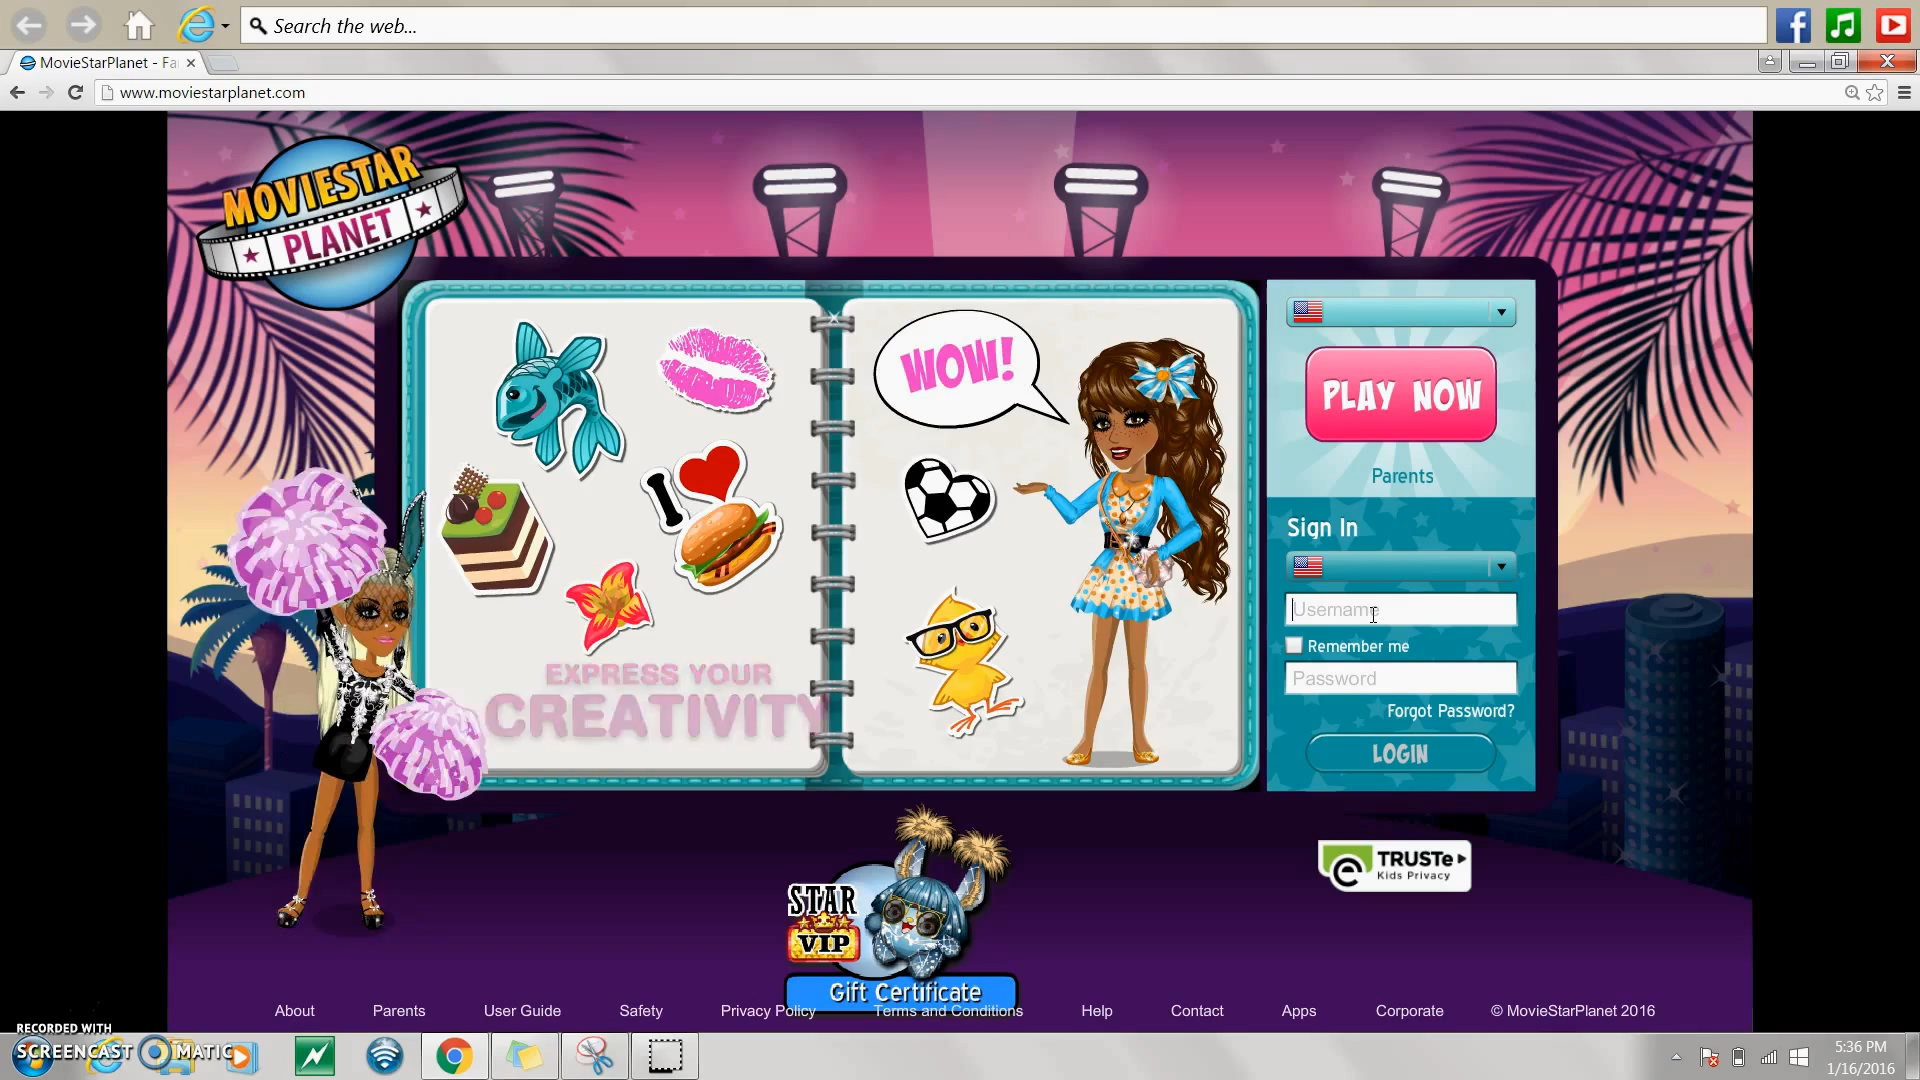 Search the web...
MovieStarPlanet - Fa
www.moviestarplanet.com
MOVIESTAR
PLANET
WOW!
I
EXPRESS YOUR
CREATIVITY
PLAY NOW
Parents
Sign In
Username
Remember me
Password
Forgot Password?
LOGIN
TRUSTe
Kids Privacy
STAR
VIP
Gift Certificate
About Parents User Guide Safety Privacy Policy Terms and Conditions Help Contact Apps Corporate © MovieStarPlanet 2016
RECORDED WITH
SCREENCAST MATIC
5:36 PM
1/16/2016